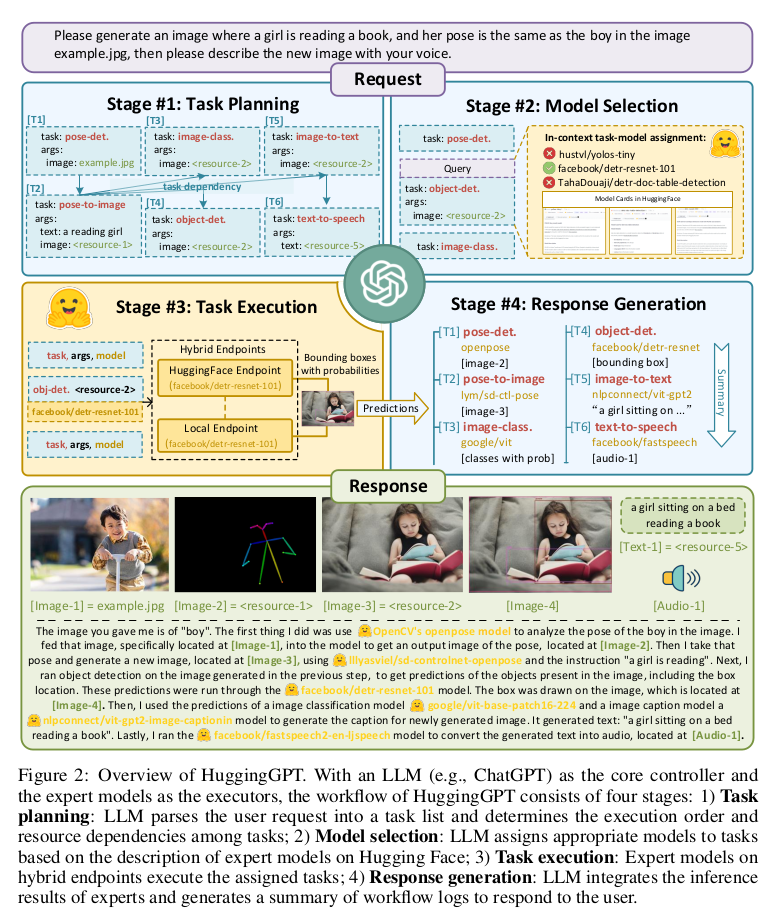 Please generate an image where a girl is reading a book, and her pose is the same as the boy in the image
example.jpg, then please describe the new image with your voice.
Request
Stage #1: Task Planning
[T1]
task: pose-det.
args:
image: example.jpg
[T3]
task: image-class.
args:
image: <resource-2>
[T5]
task: image-to-text
args:
image: <resource-2>
task dependency
[T2]
task: pose-to-image
args:
text: a reading girl
image: <resource-1>
[T4]
task: object-det.
args:
image: <resource-2>
[T6]
task: text-to-speech
args:
text: <resource-5>
Stage #2: Model Selection
task: pose-det.
Query
task: object-det.
args:
image: <resource-2>
task: image-class.
In-context task-model assignment:
hustvl/yolos-tiny
facebook/detr-resnet-101
TahaDouaji/detr-doc-table-detection
Model Cards in HuggingFace
Stage #3: Task Execution
task, args, model
obj-det. <resource-2>
facebook/detr-resnet-101
task, args, model
Hybrid Endpoints
HuggingFace Endpoint
(facebook/detr-resnet-101)
Local Endpoint
(facebook/detr-resnet-101)
Bounding boxes
with probabilities
Predictions
Stage #4: Response Generation
[T1] pose-det.
openpose
[image-2]
[T2] pose-to-image
lym/sd-ctl-pose
[image-3]
[T3] image-class.
google/vit
[classes with prob]
[T4] object-det.
facebook/detr-resnet
[bounding box]
[T5] image-to-text
nlpconnect/vit-gpt2
“ a girl sitting on ...”
[T6] text-to-speech
facebook/fastspeech
[audio-1]
Summary
Response
a girl sitting on a bed
reading a book
[Text-1] = <resource-5>
[Image-1] = example.jpg
[Image-2] = <resource-1>
[Image-3] = <resource-2>
[Image-4]
[Audio-1]
The image you gave me is of "boy". The first thing I did was use OpenCV's openpose model to analyze the pose of the boy in the image. I
fed that image, specifically located at [Image-1], into the model to get an output image of the pose, located at [Image-2]. Then I take that
pose and generate a new image, located at [Image-3], using lllyasviel/sd-controlnet-openpose and the instruction "a girl is reading". Next, I
ran object detection on the image generated in the previous step, to get predictions of the objects present in the image, including the box
location. These predictions were run through the facebook/detr-resnet-101 model. The box was drawn on the image, which is located at
[Image-4]. Then, I used the predictions of a image classification model google/vit-base-patch16-224 and a image caption model a
nlpconnect/vit-gpt2-image-captionin model to generate the caption for newly generated image. It generated text: "a girl sitting on a bed
reading a book". Lastly, I ran the facebook/fastspeech2-en-ljspeech model to convert the generated text into audio, located at [Audio-1].
Figure 2: Overview of HuggingGPT. With an LLM (e.g., ChatGPT) as the core controller and
the expert models as the executors, the workflow of HuggingGPT consists of four stages: 1) Task
planning: LLM parses the user request into a task list and determines the execution order and
resource dependencies among tasks; 2) Model selection: LLM assigns appropriate models to tasks
based on the description of expert models on Hugging Face; 3) Task execution: Expert models on
hybrid endpoints execute the assigned tasks; 4) Response generation: LLM integrates the inference
results of experts and generates a summary of workflow logs to respond to the user.